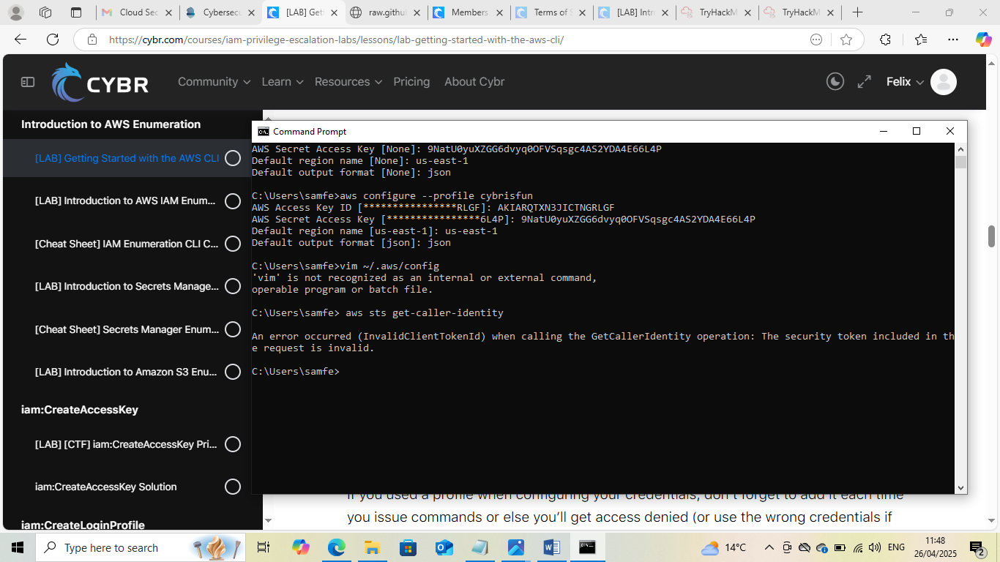 Cloud Sec
Cybersecu
[LAB] Gett
raw.githu
Members
Terms of S
[LAB] Intr
TryHackM
TryHackM
https://cybr.com/courses/iam-privilege-escalation-labs/lessons/lab-getting-started-with-the-aws-cli/
CYBR
Community
Learn
Resources
Pricing
About Cybr
Felix
Introduction to AWS Enumeration
[LAB] Getting Started with the AWS CLI
[LAB] Introduction to AWS IAM Enum...
[Cheat Sheet] IAM Enumeration CLI C...
[LAB] Introduction to Secrets Manage...
[Cheat Sheet] Secrets Manager Enum...
[LAB] Introduction to Amazon S3 Enu...
iam:CreateAccessKey
[LAB] [CTF] iam:CreateAccessKey Pri...
iam:CreateAccessKey Solution
iam:CreateLoginProfile
Command Prompt
AWS Secret Access Key [None]: 9NatU0yuXZGG6dvyq0OFVSqsgc4AS2YDA4E66L4P
Default region name [None]: us-east-1
Default output format [None]: json
C:\Users\samfe>aws configure --profile cybrisfun
AWS Access Key ID [****************RLGF]: AKIARQTXN3JICTNGRLGF
AWS Secret Access Key [****************6L4P]: 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
Default region name [us-east-1]: us-east-1
Default output format [json]: json
C:\Users\samfe>vim ~/.aws/config
'vim' is not recognized as an internal or external command,
operable program or batch file.
C:\Users\samfe> aws sts get-caller-identity
An error occurred (InvalidClientTokenId) when calling the GetCallerIdentity operation: The security token included in th
e request is invalid.
C:\Users\samfe>
If you used a profile when configuring your credentials, don't forget to add it each time
you issue commands or else you'll get access denied (or use the wrong credentials if
Type here to search
14°C
ENG
11:48
26/04/2025
2